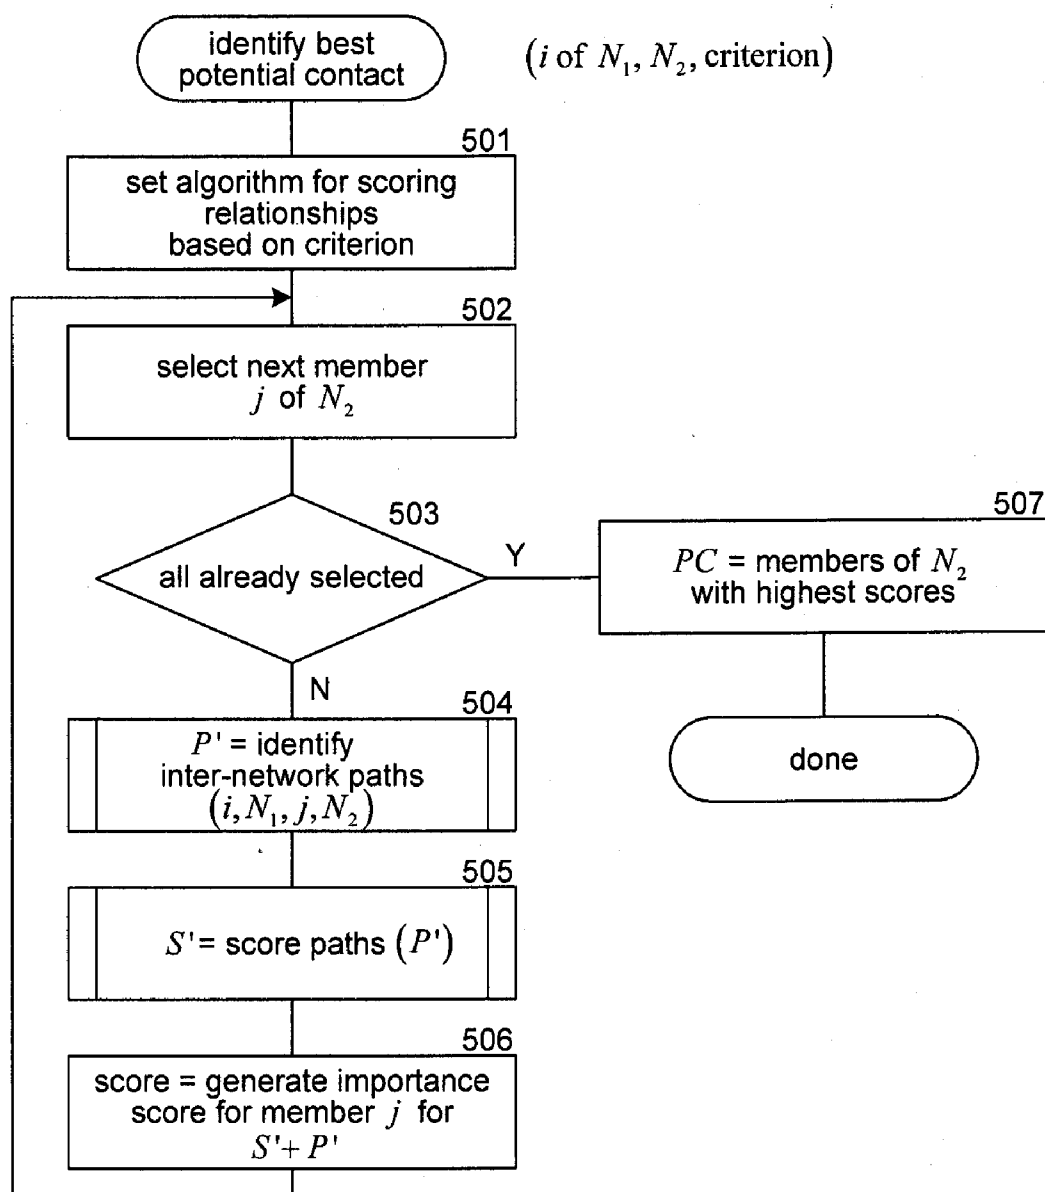 identify best
potential contact
(i of N₁, N₂, criterion)
501
set algorithm for scoring
relationships
based on criterion
502
select next member
j of N₂
503
all already selected
Y
N
507
PC = members of N₂
with highest scores
done
504
P' = identify
inter-network paths
(i, N₁, j, N₂)
505
S' = score paths (P')
506
score = generate importance
score for member j for
S' + P'